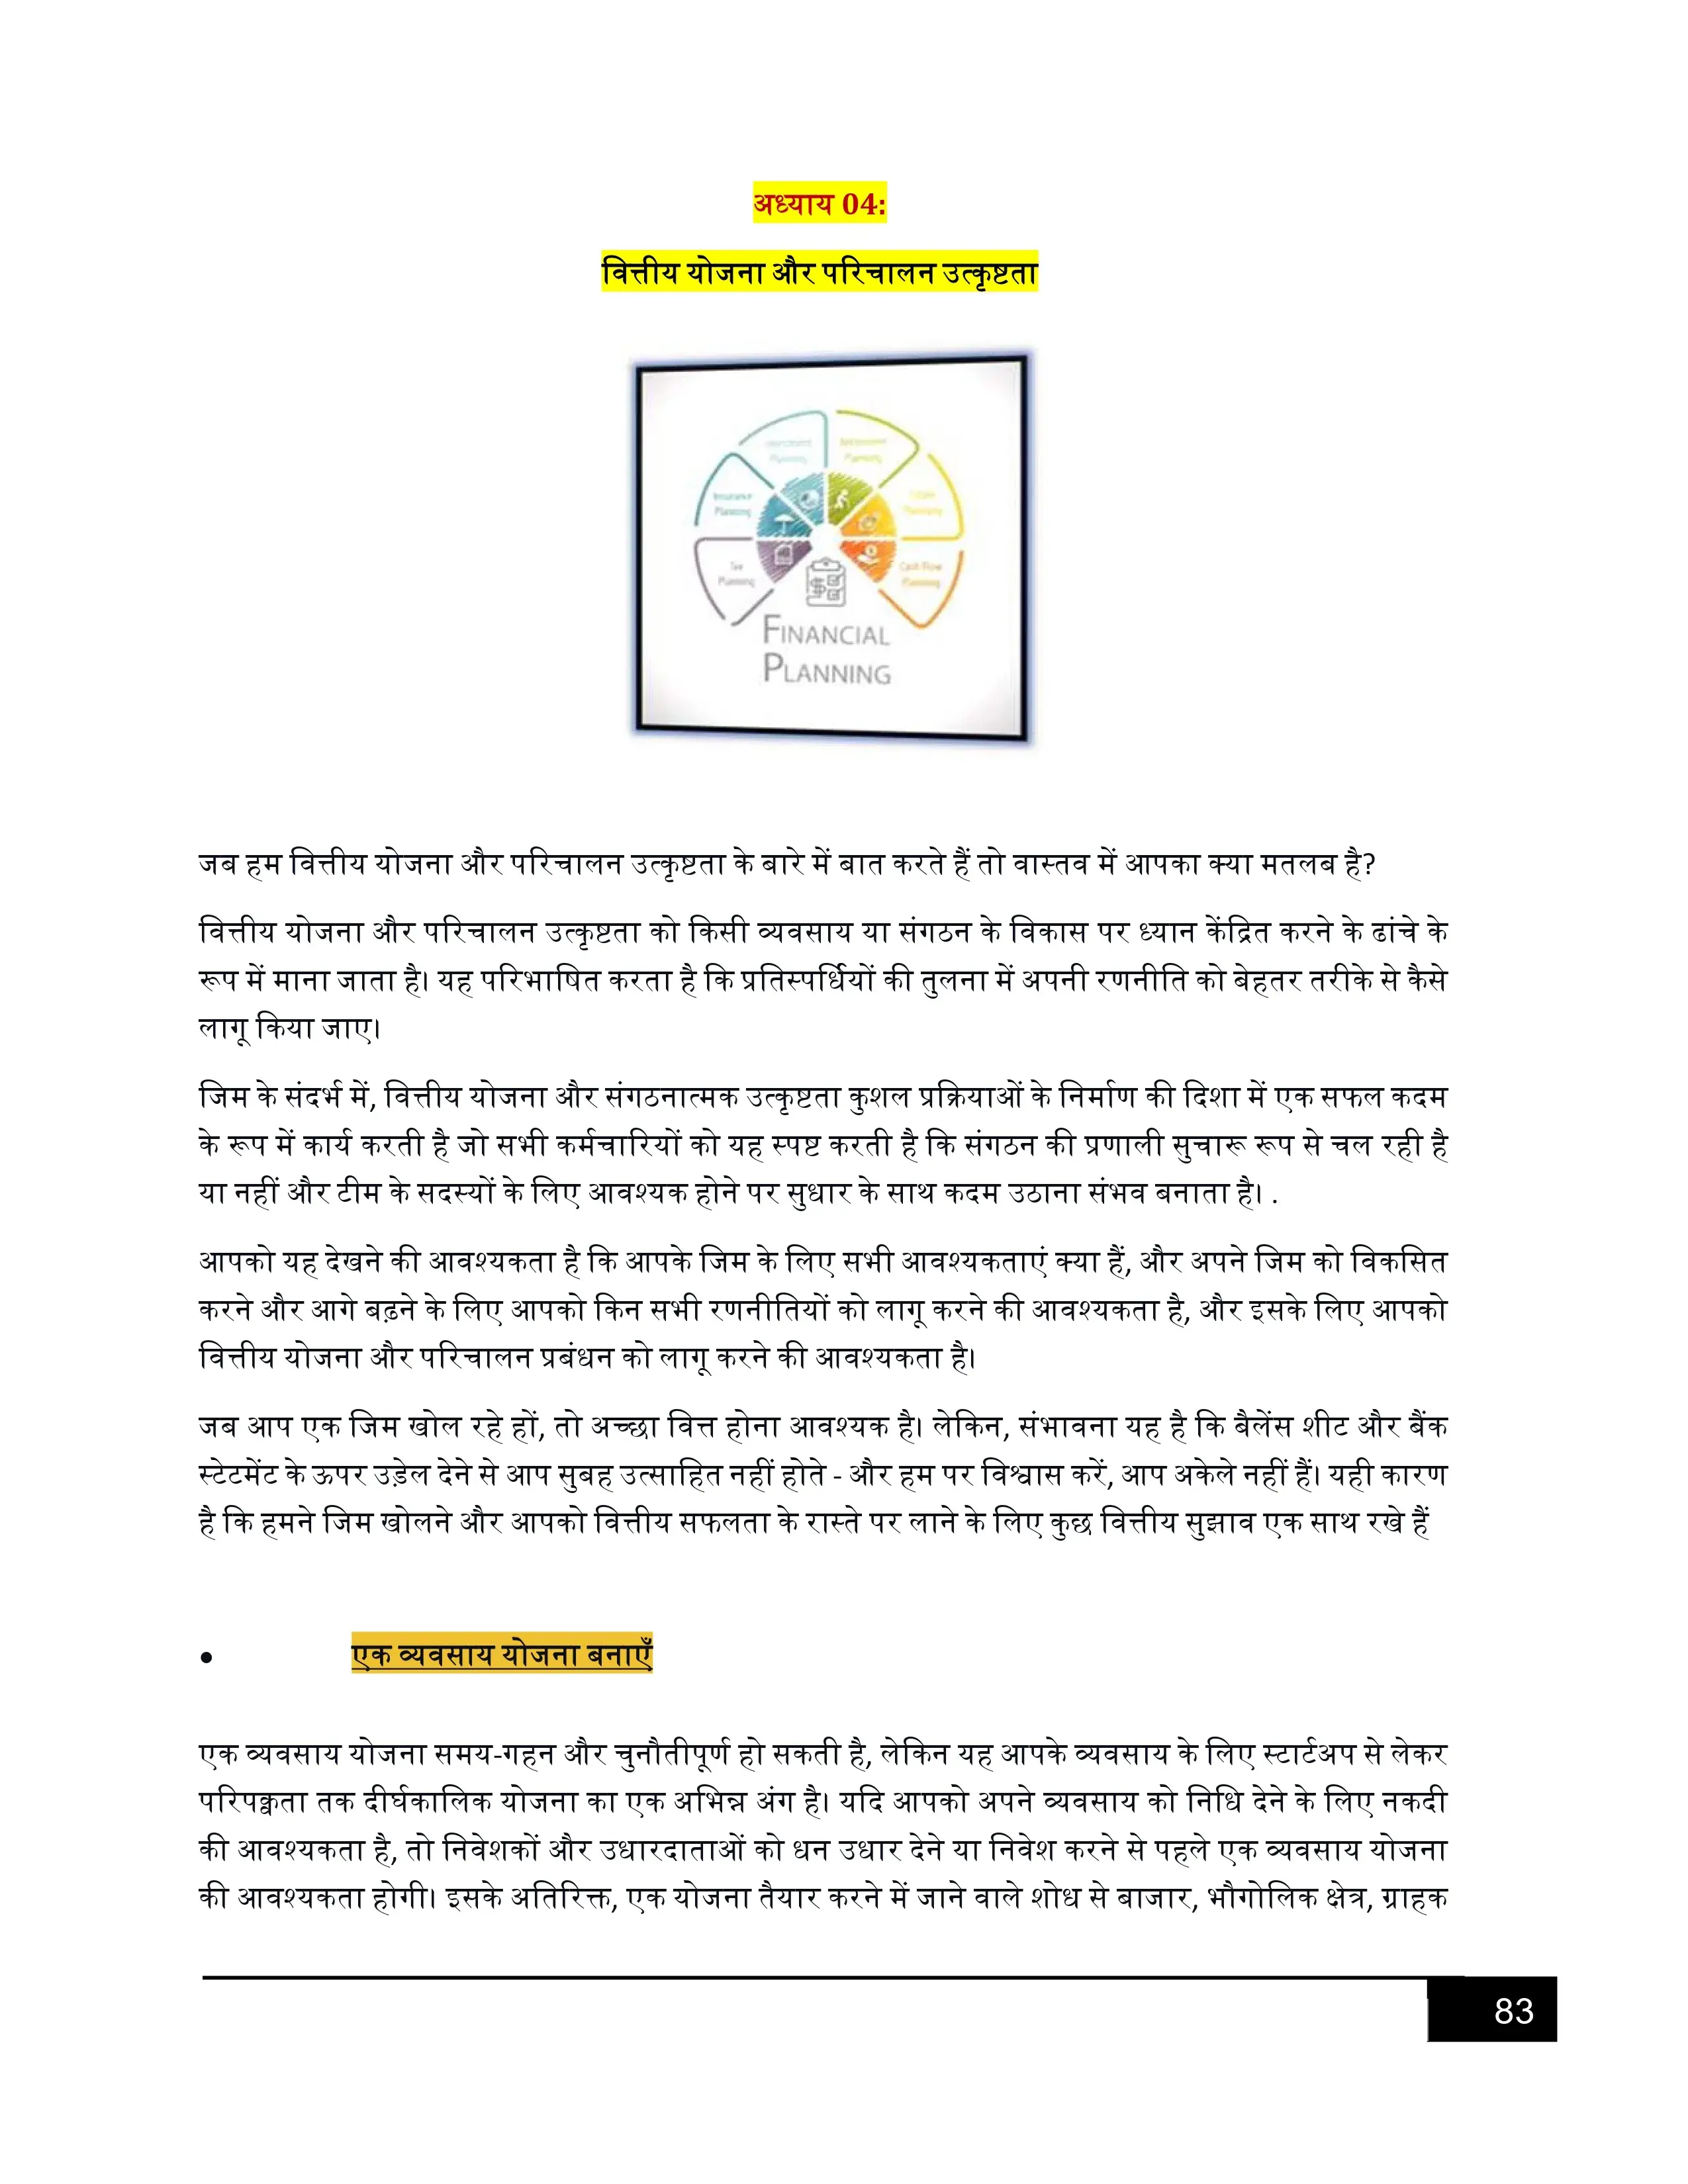 अध्याय 04:
वित्तीय योजना और परिचालन उत्कृष्टता
Insurance
Planning
Tax
Planning
Cash Flow
Planning
Planning
Planning
FINANCIAL
PLANNING
जब हम वित्तीय योजना और परिचालन उत्कृष्टता के बारे में बात करते हैं तो वास्तव में आपका क्या मतलब है?
वित्तीय योजना और परिचालन उत्कृष्टता को किसी व्यवसाय या संगठन के विकास पर ध्यान केंद्रित करने के ढांचे के
रूप में माना जाता है। यह परिभाषित करता है कि प्रतिस्पर्धियों की तुलना में अपनी रणनीति को बेहतर तरीके से कैसे
लागू किया जाए।
जिम के संदर्भ में, वित्तीय योजना और संगठनात्मक उत्कृष्टता कुशल प्रक्रियाओं के निर्माण की दिशा में एक सफल कदम
के रूप में कार्य करती है जो सभी कर्मचारियों को यह स्पष्ट करती है कि संगठन की प्रणाली सुचारू रूप से चल रही है
या नहीं और टीम के सदस्यों के लिए आवश्यक होने पर सुधार के साथ कदम उठाना संभव बनाता है। .
आपको यह देखने की आवश्यकता है कि आपके जिम के लिए सभी आवश्यकताएं क्या हैं, और अपने जिम को विकसित
करने और आगे बढ़ने के लिए आपको किन सभी रणनीतियों को लागू करने की आवश्यकता है, और इसके लिए आपको
वित्तीय योजना और परिचालन प्रबंधन को लागू करने की आवश्यकता है।
जब आप एक जिम खोल रहे हों, तो अच्छा वित्त होना आवश्यक है। लेकिन, संभावना यह है कि बैलेंस शीट और बैंक
स्टेटमेंट के ऊपर उड़ेल देने से आप सुबह उत्साहित नहीं होते - और हम पर विश्वास करें, आप अकेले नहीं हैं। यही कारण
है कि हमने जिम खोलने और आपको वित्तीय सफलता के रास्ते पर लाने के लिए कुछ वित्तीय सुझाव एक साथ रखे हैं
• एक व्यवसाय योजना बनाएँ
एक व्यवसाय योजना समय-गहन और चुनौतीपूर्ण हो सकती है, लेकिन यह आपके व्यवसाय के लिए स्टार्टअप से लेकर
परिपक्वता तक दीर्घकालिक योजना का एक अभिन्न अंग है। यदि आपको अपने व्यवसाय को निधि देने के लिए नकदी
की आवश्यकता है, तो निवेशकों और उधारदाताओं को धन उधार देने या निवेश करने से पहले एक व्यवसाय योजना
की आवश्यकता होगी। इसके अतिरिक्त, एक योजना तैयार करने में जाने वाले शोध से बाजार, भौगोलिक क्षेत्र, ग्राहक
83